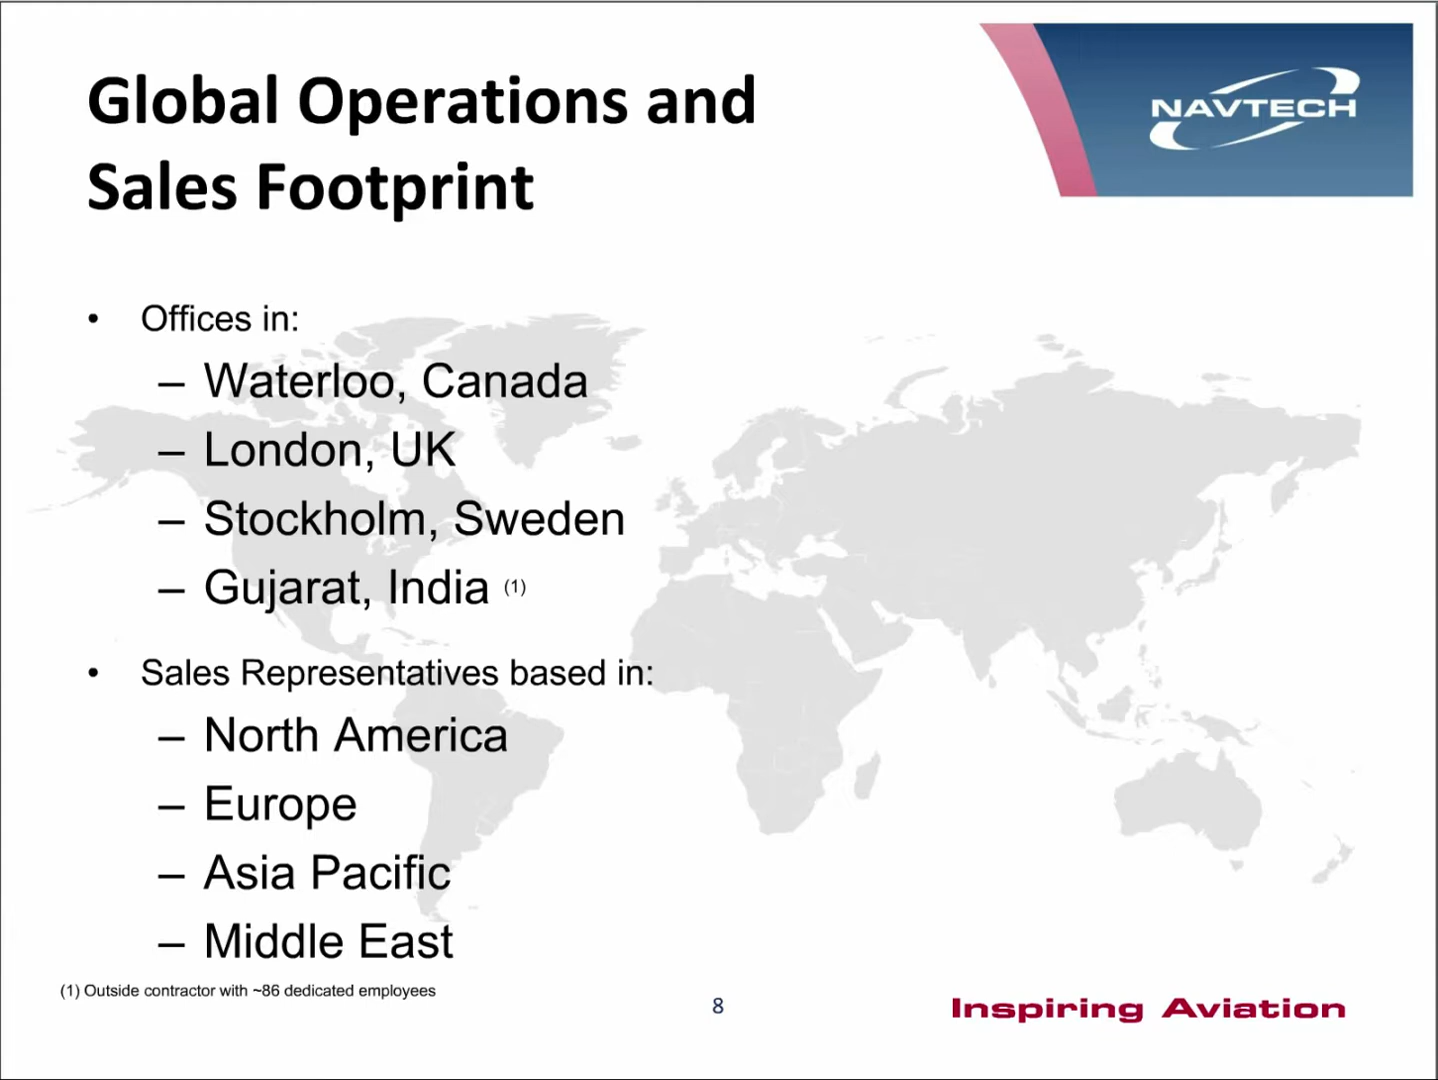 Global Operations and
Sales Footprint
NAVTECH
• Offices in:
– Waterloo, Canada
– London, UK
– Stockholm, Sweden
– Gujarat, India (1)
• Sales Representatives based in:
– North America
– Europe
– Asia Pacific
– Middle East
(1) Outside contractor with ~86 dedicated employees
8
Inspiring Aviation